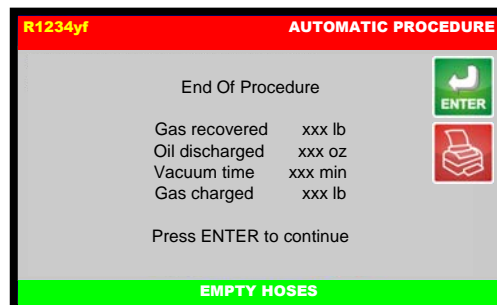 R1234yf AUTOMATIC PROCEDURE
End Of Procedure
ENTER
Gas recovered xxx lb
Oil discharged xxx oz
Vacuum time xxx min
Gas charged xxx lb
Press ENTER to continue
EMPTY HOSES